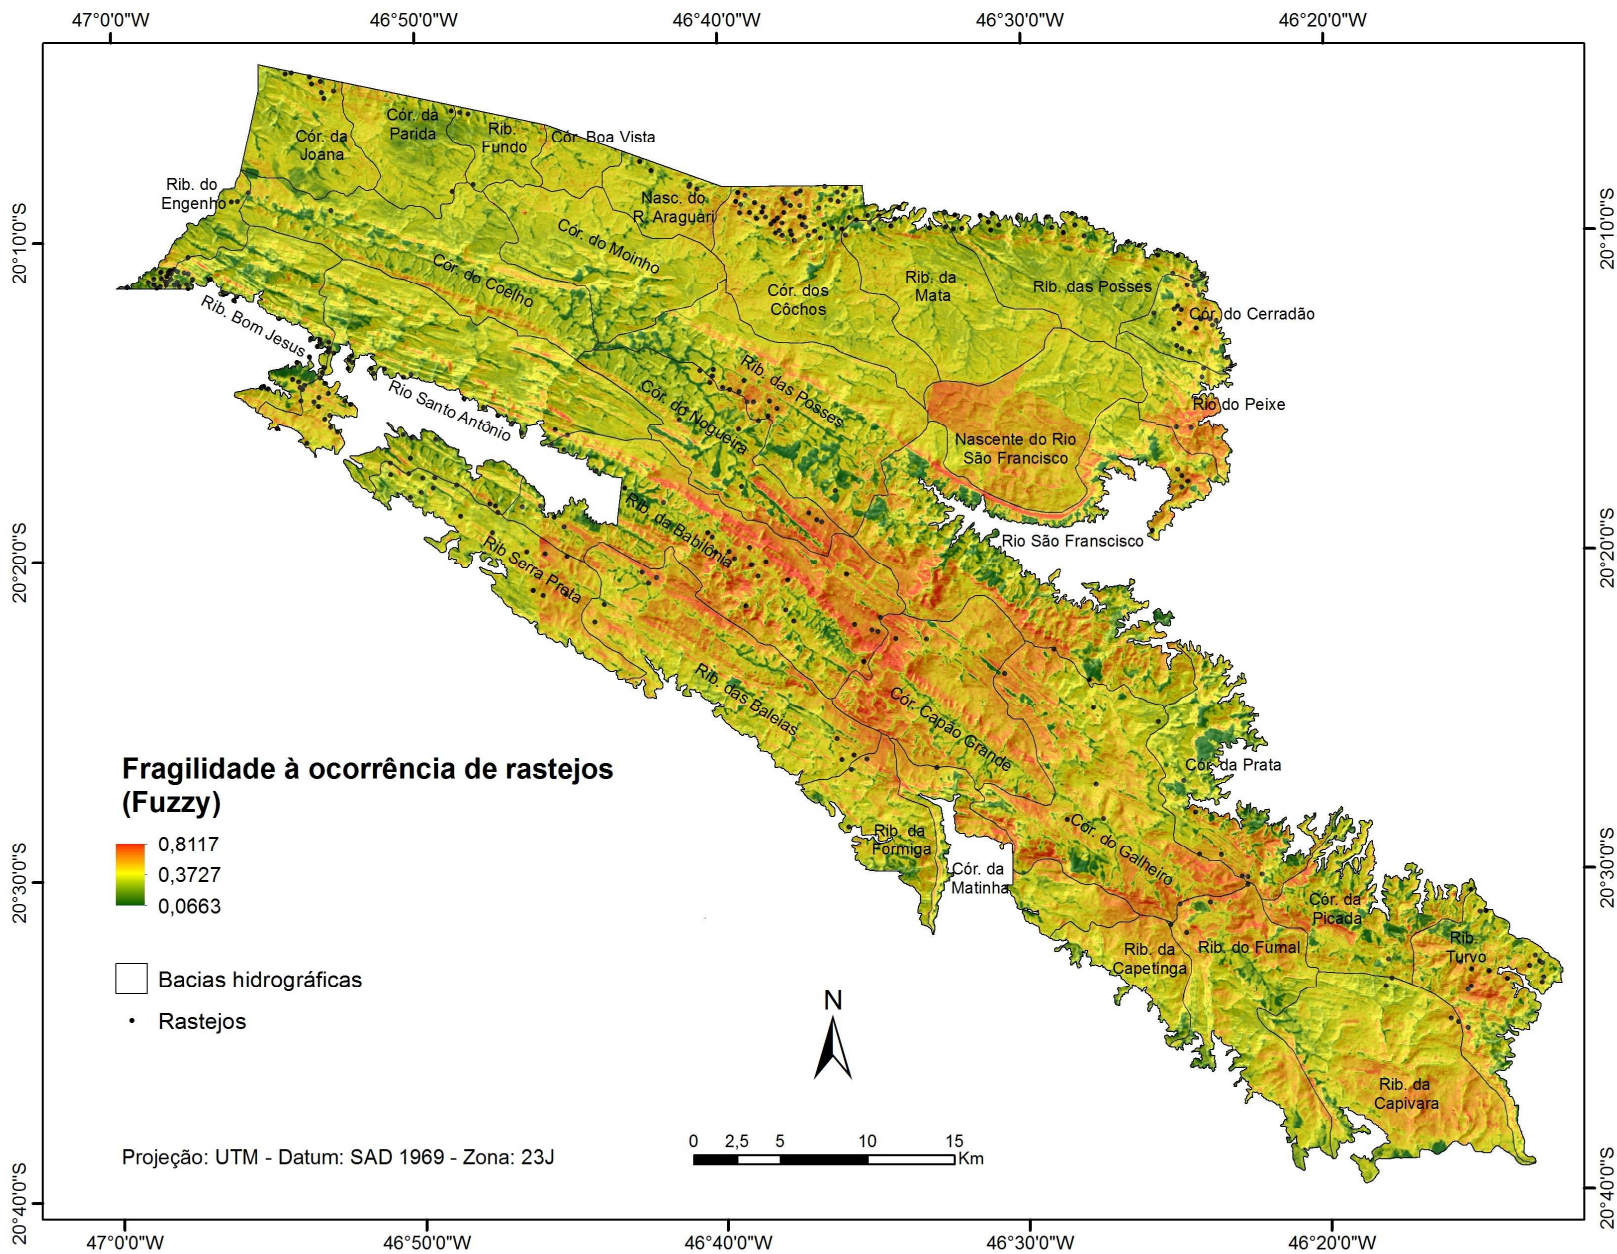 47°0'0"W 46°50'0"W 46°40'0"W 46°30'0"W 46°20'0"W
Cór. da
Parida
Cór. da
Joana
Rib.
Fundo
Cór. Boa Vista
Rib. do
Engenho
Nasc. do
R. Araguari
20°10'0"S
20°10'0"S
Cór. do Moinho
Cór. do Coelho
Cór. dos
Côchos
Rib. da
Mata
Rib. das Posses
Cór. do Cerradão
Rib. Bom Jesus
Rio Santo Antônio
Cór. do Nogueira
Rib. das Posses
Rio do Peixe
Nascente do Rio
São Francisco
Rio São Franscisco
20°20'0"S
20°20'0"S
Rib. da Babilônia
Rib Serra Preta
Rib. das Baleias
Cór. Capão Grande
Cór. da Prata
Fragilidade à ocorrência de rastejos
(Fuzzy)
0,8117
0,3727
0,0663
Rib. da
Formiga
Cór. da
Matinha
Cór. do Galheiro
20°30'0"S
20°30'0"S
Cór. da
Picada
Rib. da
Capetinga
Rib. do Fumal
Rib.
Turvo
Rib. da
Capivara
Bacias hidrográficas
Rastejos
N
0 2,5 5 10 15
Km
Projeção: UTM - Datum: SAD 1969 - Zona: 23J
20°40'0"S
20°40'0"S
47°0'0"W 46°50'0"W 46°40'0"W 46°30'0"W 46°20'0"W